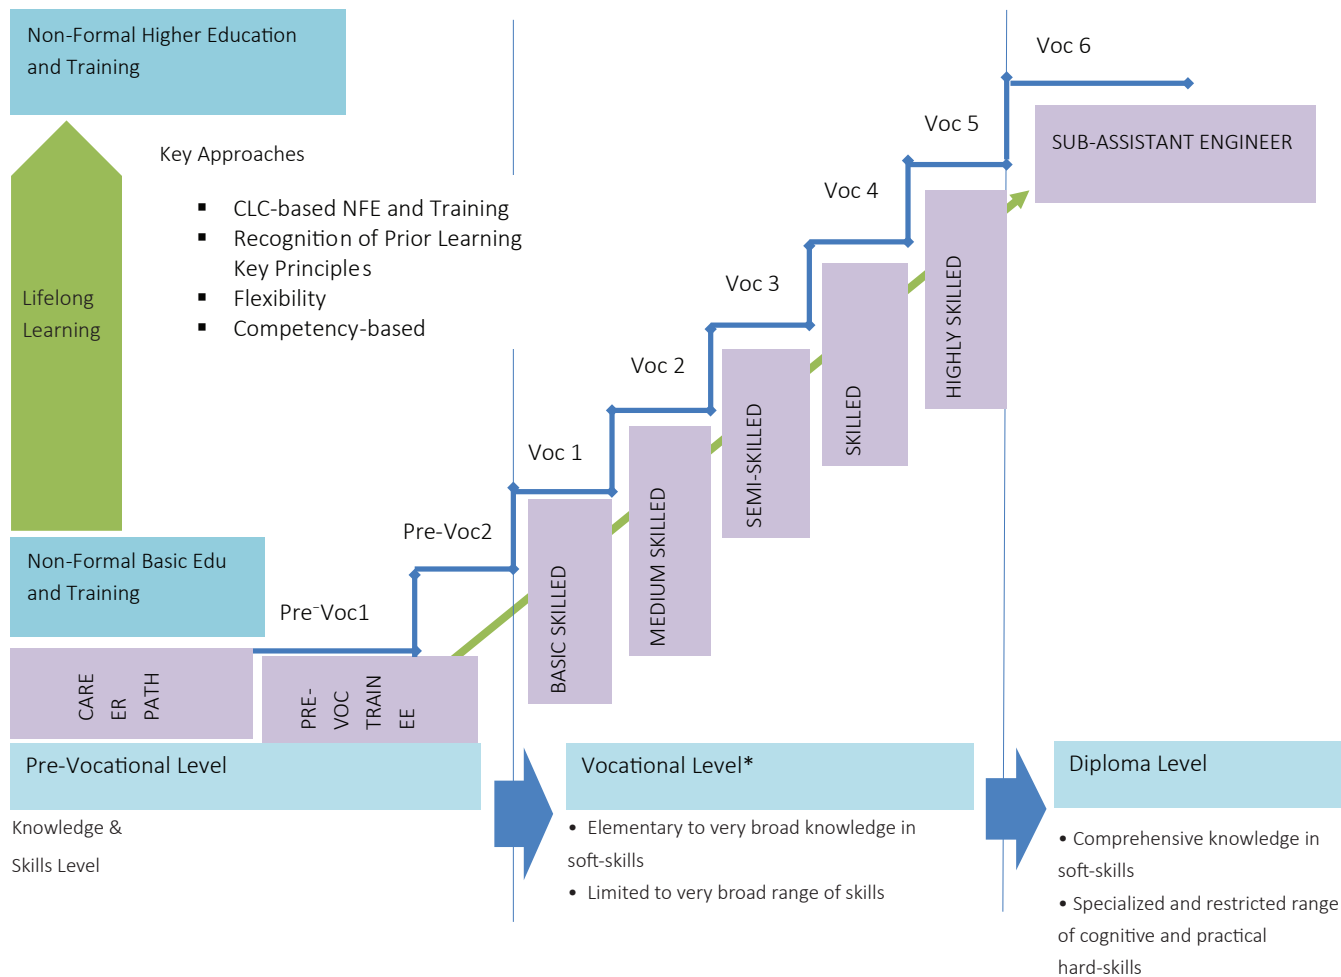 Non-Formal Higher Education
and Training
Key Approaches
▪ CLC-based NFE and Training
▪ Recognition of Prior Learning
Key Principles
▪ Flexibility
▪ Competency-based
Lifelong
Learning
Non-Formal Basic Edu
and Training
Pre-Voc1
Pre-Voc2
Voc 1
Voc 2
Voc 3
Voc 4
Voc 5
Voc 6
CARE
ER
PATH
PRE-
VOC
TRAIN
EE
BASIC SKILLED
MEDIUM SKILLED
SEMI-SKILLED
SKILLED
HIGHLY SKILLED
SUB-ASSISTANT ENGINEER
Pre-Vocational Level
Knowledge &
Skills Level
Vocational Level*
• Elementary to very broad knowledge in
soft-skills
• Limited to very broad range of skills
Diploma Level
• Comprehensive knowledge in
soft-skills
• Specialized and restricted range
of cognitive and practical
hard-skills